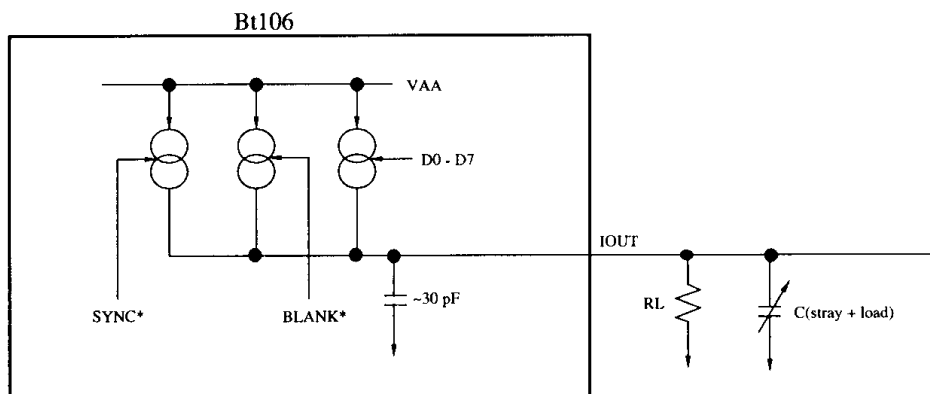 Bt106
VAA
D0 - D7
IOUT
~30 pF
RL
C(stray + load)
SYNC*
BLANK*